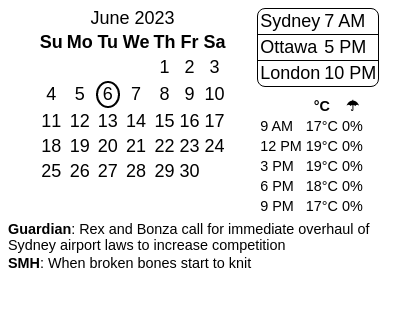 June 2023
Su Mo Tu We Th Fr Sa
1 2 3
4 5 6 7 8 9 10
11 12 13 14 15 16 17
18 19 20 21 22 23 24
25 26 27 28 29 30
Sydney 7 AM
Ottawa 5 PM
London 10 PM
°C ☂
9 AM 17°C 0%
12 PM 19°C 0%
3 PM 19°C 0%
6 PM 18°C 0%
9 PM 17°C 0%
Guardian: Rex and Bonza call for immediate overhaul of
Sydney airport laws to increase competition
SMH: When broken bones start to knit